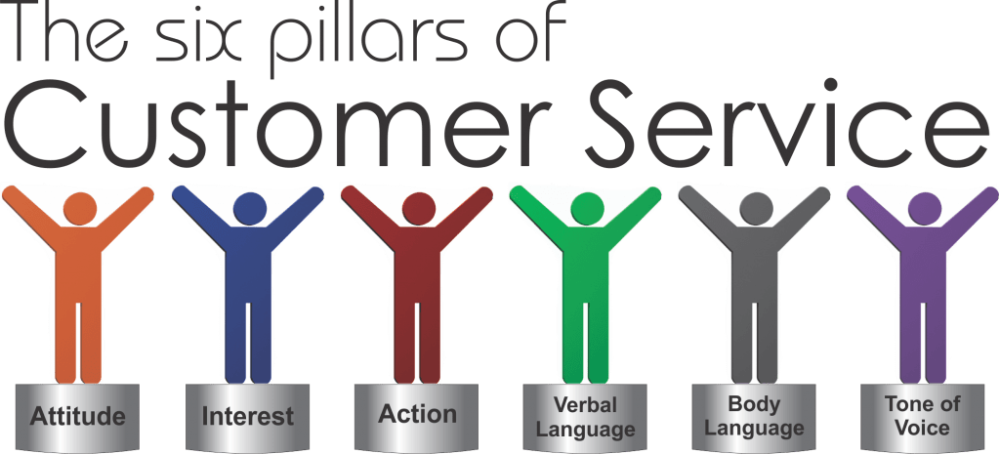 The six pillars of
Customer Service
Attitude
Interest
Action
Verbal
Language
Body
Language
Tone of
Voice